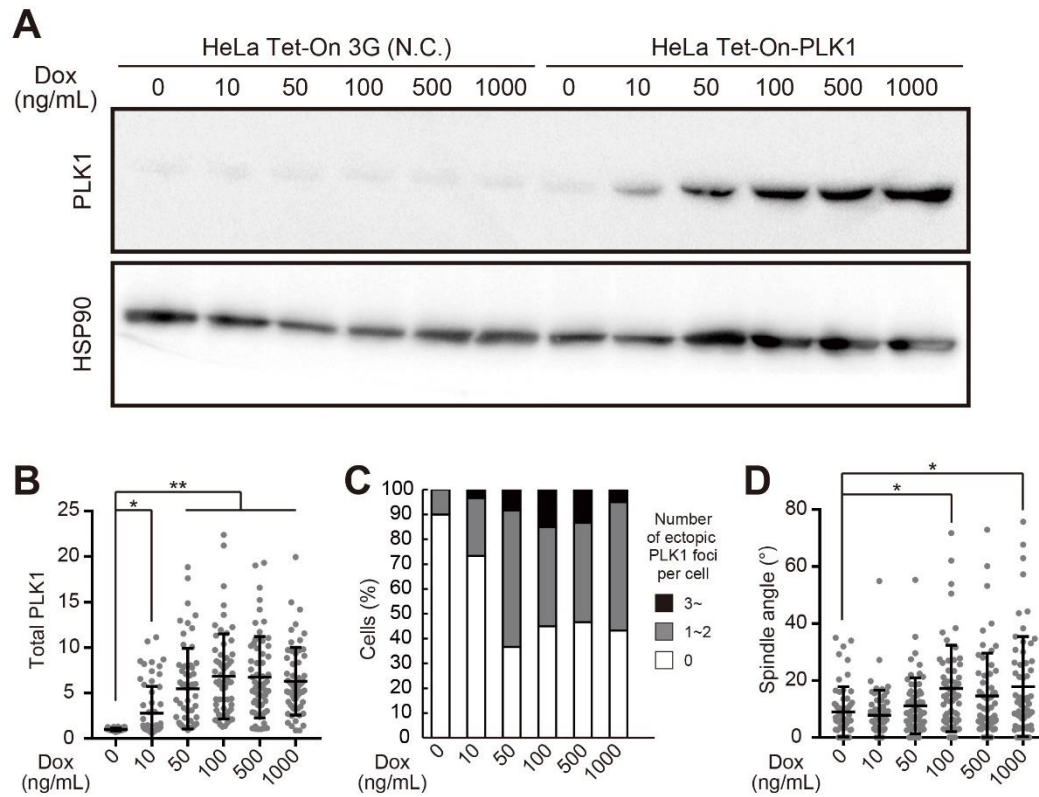 A
HeLa Tet-On 3G (N.C.) HeLa Tet-On-PLK1
Dox
(ng/mL)
0 10 50 100 500 1000 0 10 50 100 500 1000
PLK1
HSP90
B
**
*
25
20
15
10
5
0
Total PLK1
0 10 50 100 500 1000
Dox
(ng/mL)
C
100
90
80
70
60
50
40
30
20
10
0
Cells (%)
0 10 50 100 500 1000
Dox
(ng/mL)
Number
of ectopic
PLK1 foci
per cell
3~
1~2
0
D
*
*
80
60
40
20
0
Spindle angle (°)
0 10 50 100 500 1000
Dox
(ng/mL)